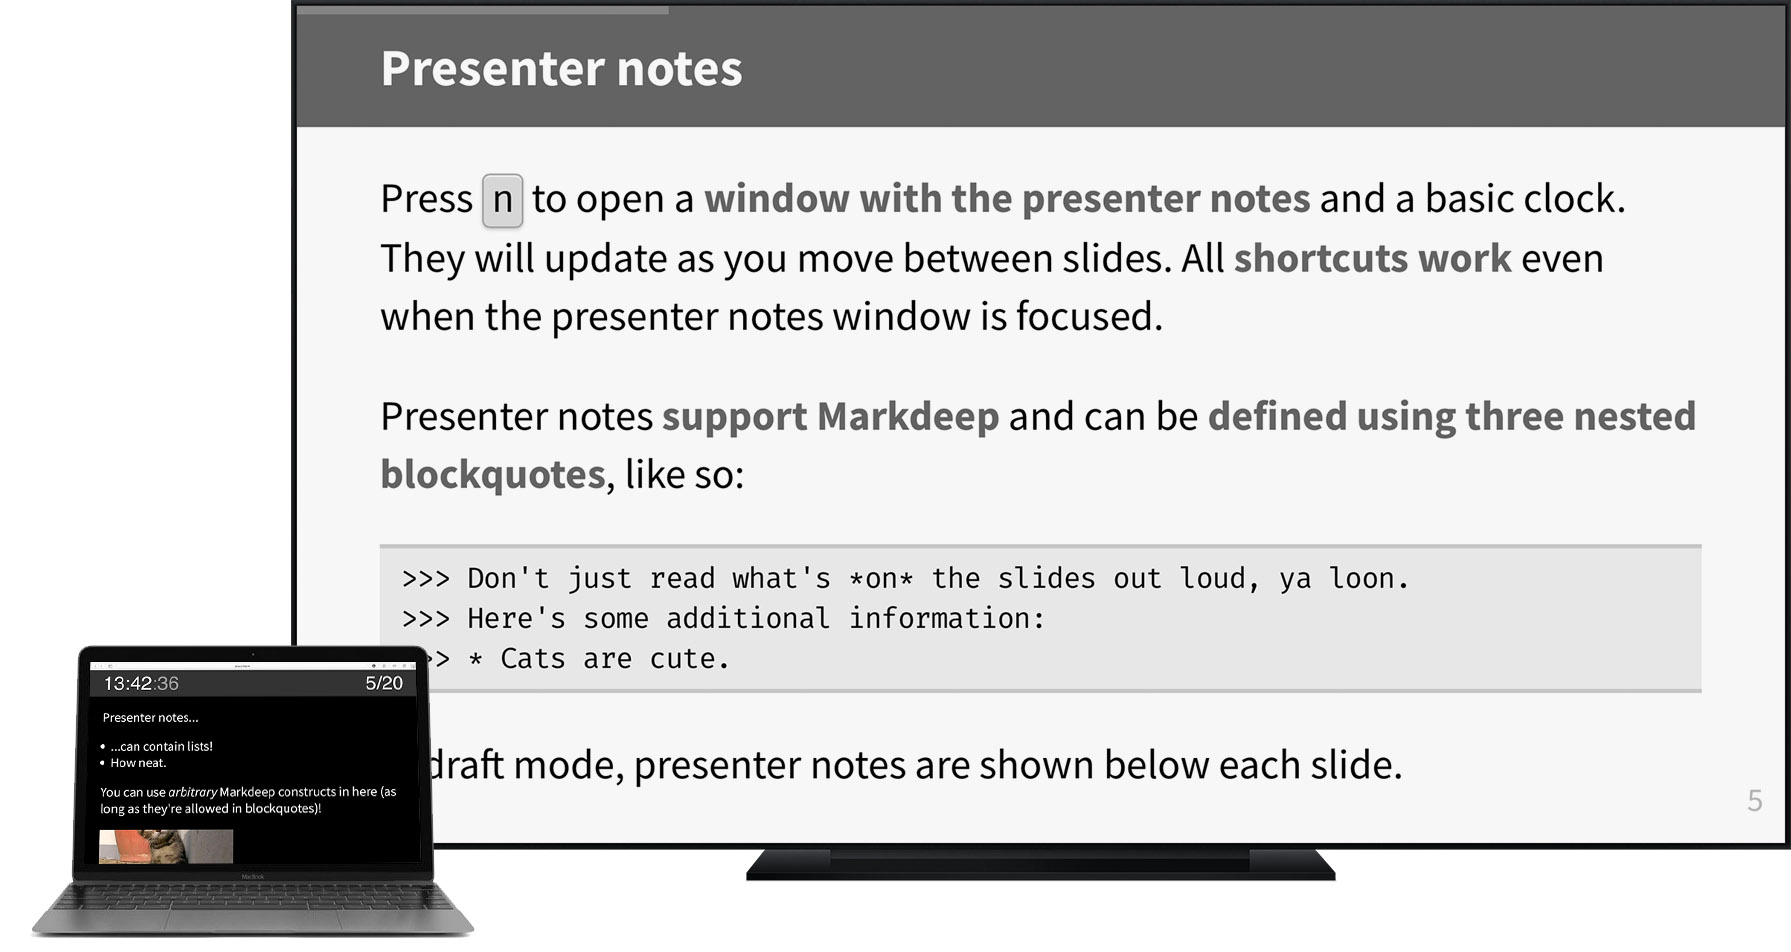 Presenter notes
Press n to open a window with the presenter notes and a basic clock.
They will update as you move between slides. All shortcuts work even
when the presenter notes window is focused.
Presenter notes support Markdeep and can be defined using three nested
blockquotes, like so:
>>> Don't just read what's *on* the slides out loud, ya loon.
>>> Here's some additional information:
>> * Cats are cute.
draft mode, presenter notes are shown below each slide.
5
13:42:36
5/20
Presenter notes...
• ...can contain lists!
• How neat.
You can use arbitrary Markdeep constructs in here (as
long as they're allowed in blockquotes)!
MacBook